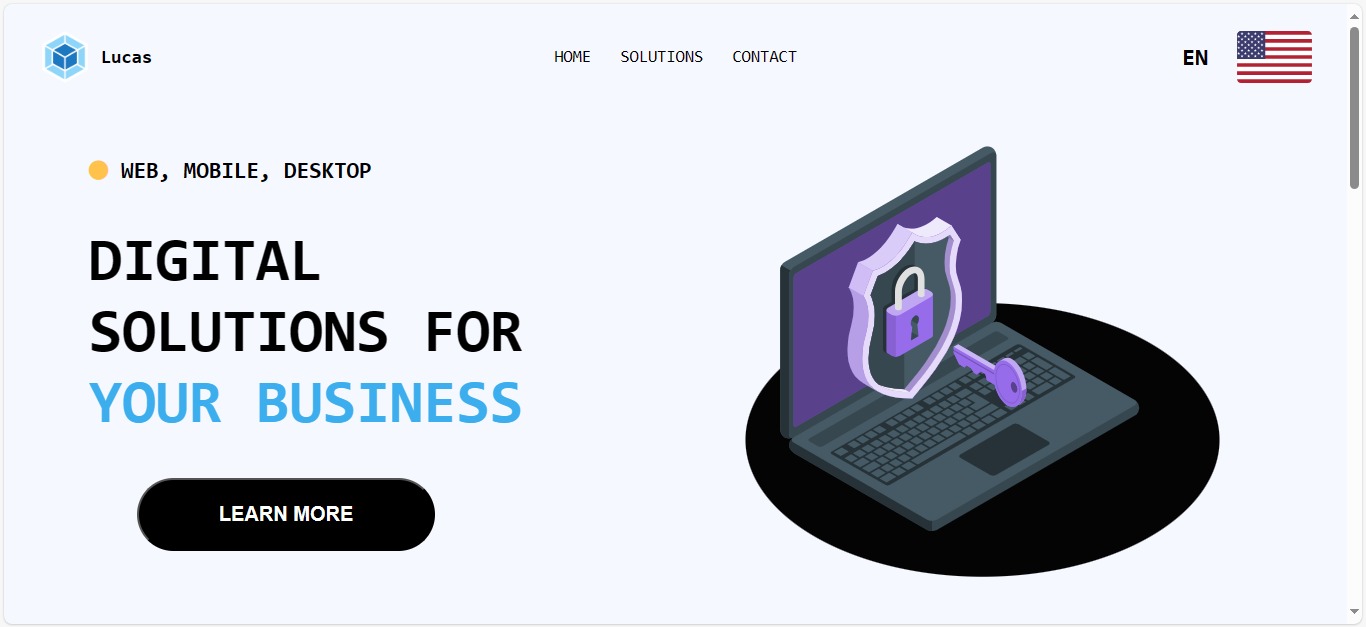 Lucas
HOME SOLUTIONS CONTACT
EN
WEB, MOBILE, DESKTOP
DIGITAL
SOLUTIONS FOR
YOUR BUSINESS
LEARN MORE